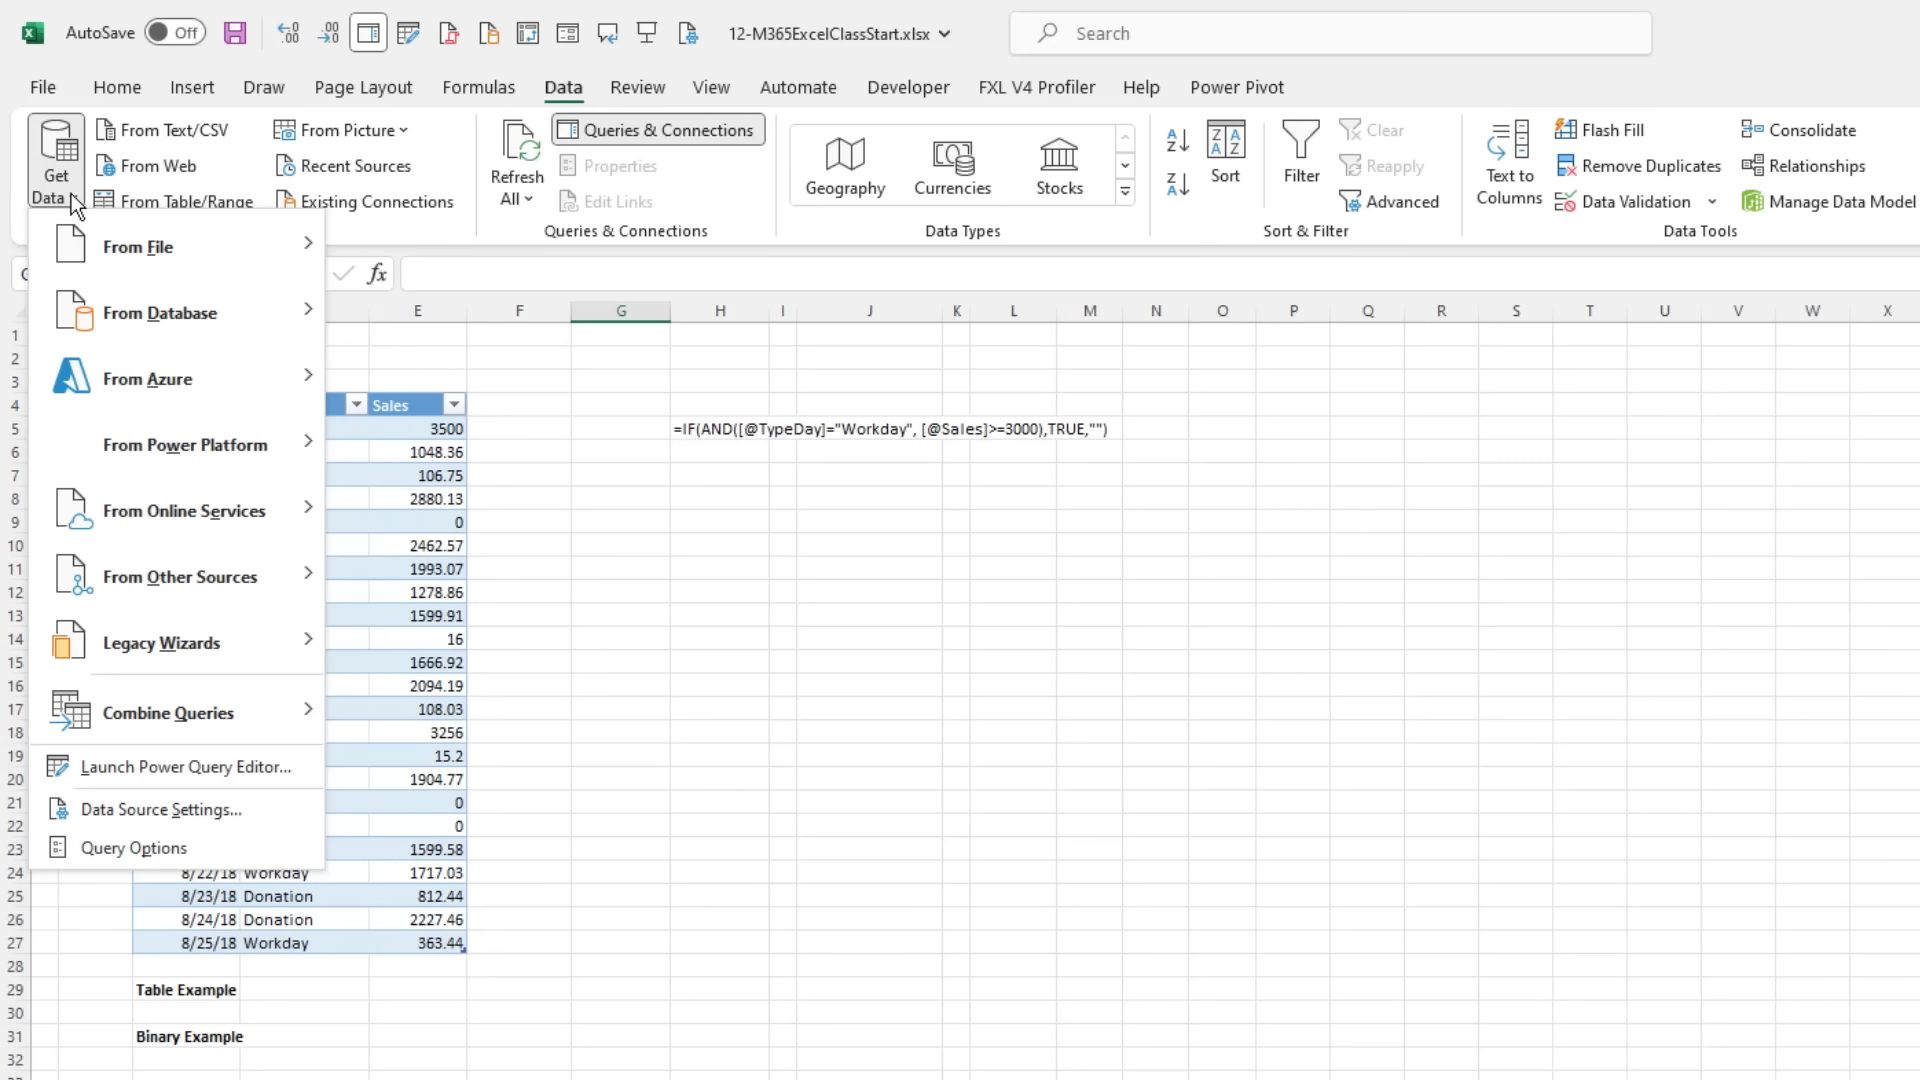 AutoSave Off 12-M365ExcelClassStart.xlsx Search
File Home Insert Draw Page Layout Formulas Data Review View Automate Developer FXL V4 Profiler Help Power Pivot
Get Data
From Text/CSV
From Web
From Table/Range
From Picture
Recent Sources
Existing Connections
Refresh All
Queries & Connections
Properties
Edit Links
Queries & Connections
Geography Currencies Stocks
Data Types
Sort
Filter
Clear
Reapply
Advanced
Sort & Filter
Text to Columns
Flash Fill
Remove Duplicates
Data Validation
Consolidate
Relationships
Manage Data Model
Data Tools
From File
From Database
From Azure
From Power Platform
From Online Services
From Other Sources
Legacy Wizards
Combine Queries
Launch Power Query Editor...
Data Source Settings...
Query Options
fx
E F G H I J K L M N O P Q R S T U V W X
1
2
3
4 Sales
5 3500 =IF(AND([@TypeDay]="Workday", [@Sales]>=3000),TRUE,"")
6 1048.36
7 106.75
8 2880.13
9 0
10 2462.57
11 1993.07
12 1278.86
13 1599.91
14 16
15 1666.92
16 2094.19
17 108.03
18 3256
19 15.2
20 1904.77
21 0
22 0
23 1599.58
24 8/22/18 Workday 1717.03
25 8/23/18 Donation 812.44
26 8/24/18 Donation 2227.46
27 8/25/18 Workday 363.44
28
29 Table Example
30
31 Binary Example
32